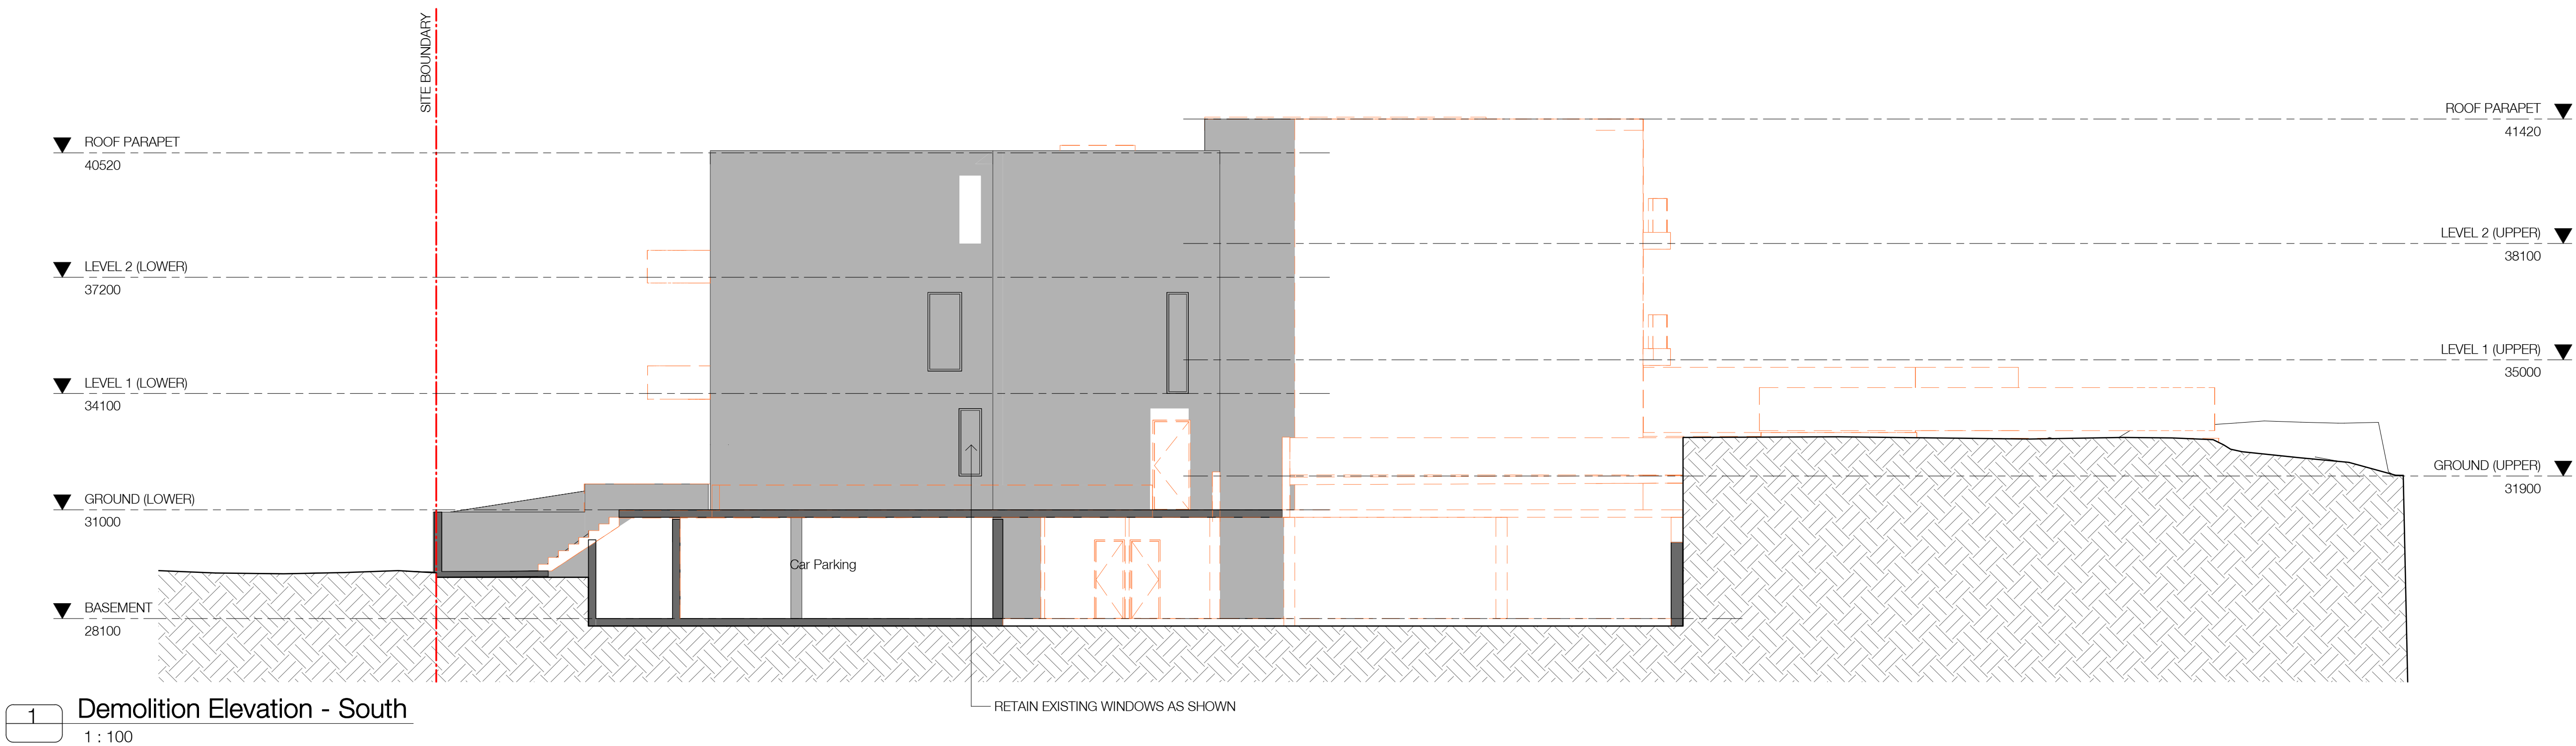 SITE BOUNDARY
ROOF PARAPET
40520
LEVEL 2 (LOWER)
37200
LEVEL 1 (LOWER)
34100
GROUND (LOWER)
31000
BASEMENT
28100
Car Parking
ROOF PARAPET
41420
LEVEL 2 (UPPER)
38100
LEVEL 1 (UPPER)
35000
GROUND (UPPER)
31900
RETAIN EXISTING WINDOWS AS SHOWN
1
Demolition Elevation - South
1 : 100